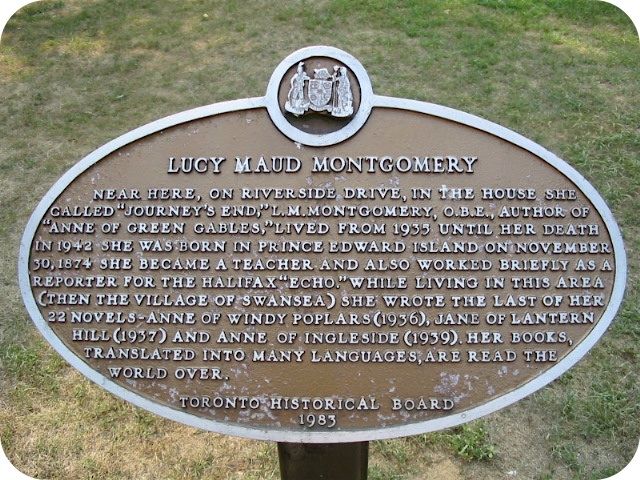 LUCY MAUD MONTGOMERY
NEAR HERE, ON RIVERSIDE DRIVE, IN THE HOUSE SHE
CALLED "JOURNEY'S END," L.M. MONTGOMERY, O.B.E., AUTHOR OF
"ANNE OF GREEN GABLES," LIVED FROM 1935 UNTIL HER DEATH
IN 1942 SHE WAS BORN IN PRINCE EDWARD ISLAND ON NOVEMBER
30, 1874 SHE BECAME A TEACHER AND ALSO WORKED BRIEFLY AS A
REPORTER FOR THE HALIFAX "ECHO." WHILE LIVING IN THIS AREA
(THEN THE VILLAGE OF SWANSEA) SHE WROTE THE LAST OF HER
22 NOVELS-ANNE OF WINDY POPLARS (1936), JANE OF LANTERN
HILL (1937) AND ANNE OF INGLESIDE (1939). HER BOOKS,
TRANSLATED INTO MANY LANGUAGES, ARE READ THE
WORLD OVER.
TORONTO HISTORICAL BOARD
1983